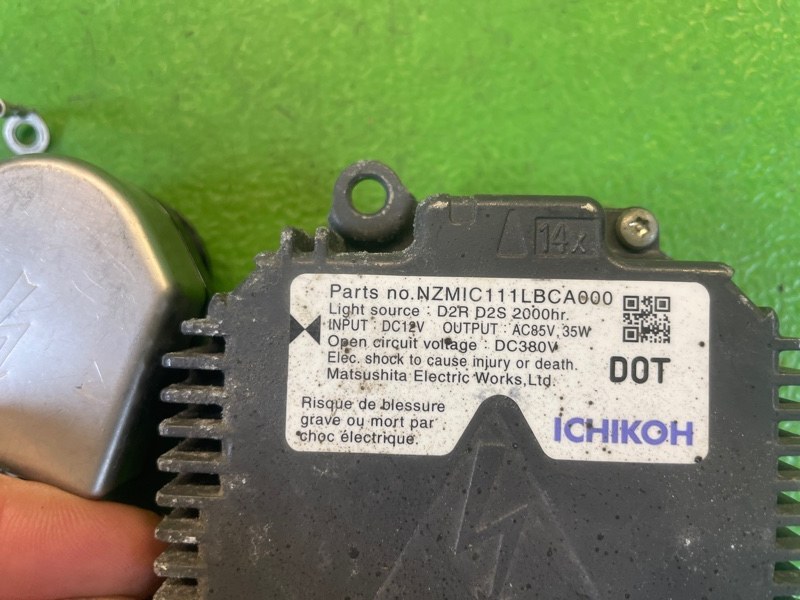 14x
Parts no.NZMIC111LBCA000
Light source : D2R D2S 2000hr.
INPUT : DC12V OUTPUT : AC85V, 35W
Open circuit voltage : DC380V
Elec. shock to cause injury or death.
Matsushita Electric Works, Ltd.
DOT
Risque de blessure
grave ou mort par
choc électrique.
ICHIKOH